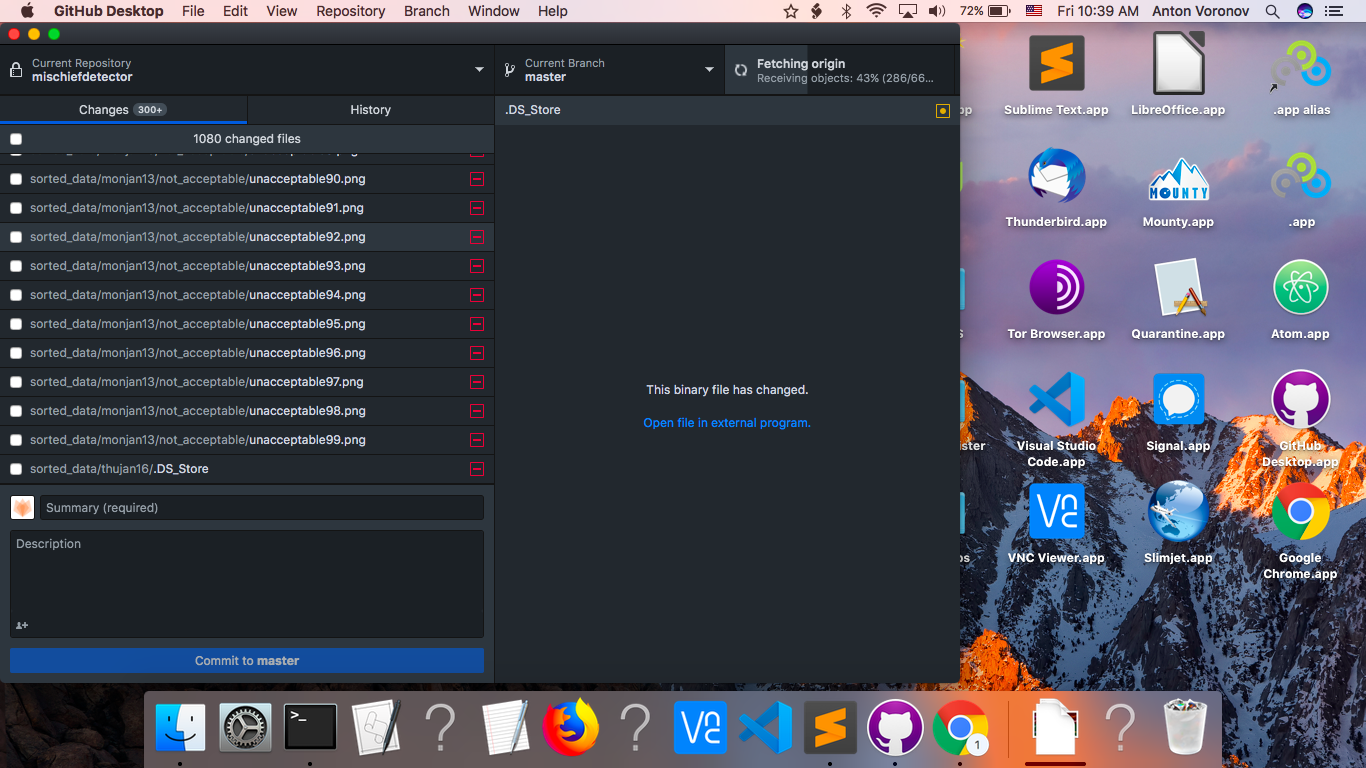 GitHub Desktop File Edit View Repository Branch Window Help 72% Fri 10:39 AM Anton Voronov
Current Repository
mischiefdetector
Current Branch
master
Fetching origin
Receiving objects: 43% (286/66...
Changes 300+
History
.DS_Store
1080 changed files
sorted_data/monjan13/not_acceptable/unacceptable90.png
sorted_data/monjan13/not_acceptable/unacceptable91.png
sorted_data/monjan13/not_acceptable/unacceptable92.png
sorted_data/monjan13/not_acceptable/unacceptable93.png
sorted_data/monjan13/not_acceptable/unacceptable94.png
sorted_data/monjan13/not_acceptable/unacceptable95.png
sorted_data/monjan13/not_acceptable/unacceptable96.png
sorted_data/monjan13/not_acceptable/unacceptable97.png
sorted_data/monjan13/not_acceptable/unacceptable98.png
sorted_data/monjan13/not_acceptable/unacceptable99.png
sorted_data/thujan16/.DS_Store
Summary (required)
Description
Commit to master
This binary file has changed.
Open file in external program.
Sublime Text.app
LibreOffice.app
.app alias
Thunderbird.app
MOUNTY
Mounty.app
.app
Tor Browser.app
Quarantine.app
Atom.app
Visual Studio
Code.app
Signal.app
GitHub
Desktop.app
VNC Viewer.app
Slimjet.app
Google
Chrome.app
>_
1